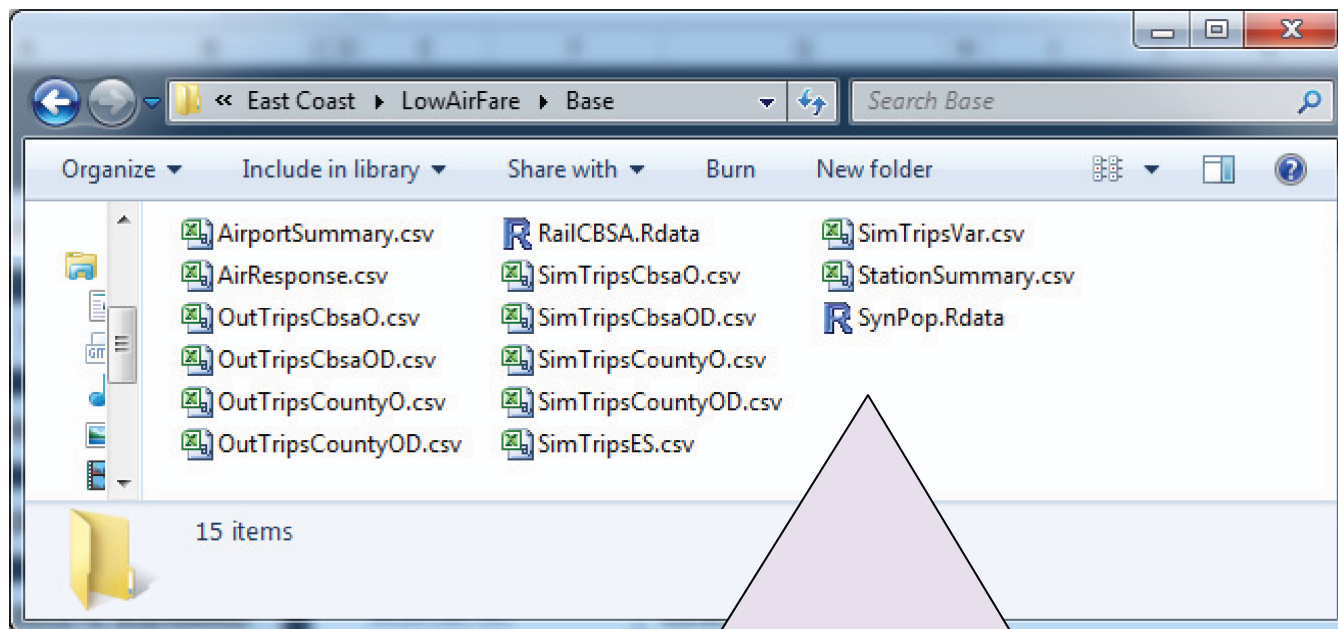 « East Coast ▸ LowAirFare ▸ Base
Search Base
Organize
Include in library
Share with
Burn
New folder
AirportSummary.csv
AirResponse.csv
OutTripsCbsaO.csv
OutTripsCbsaOD.csv
OutTripsCountyO.csv
OutTripsCountyOD.csv
RailCBSA.Rdata
SimTripsCbsaO.csv
SimTripsCbsaOD.csv
SimTripsCountyO.csv
SimTripsCountyOD.csv
SimTripsES.csv
SimTripsVar.csv
StationSummary.csv
SynPop.Rdata
15 items